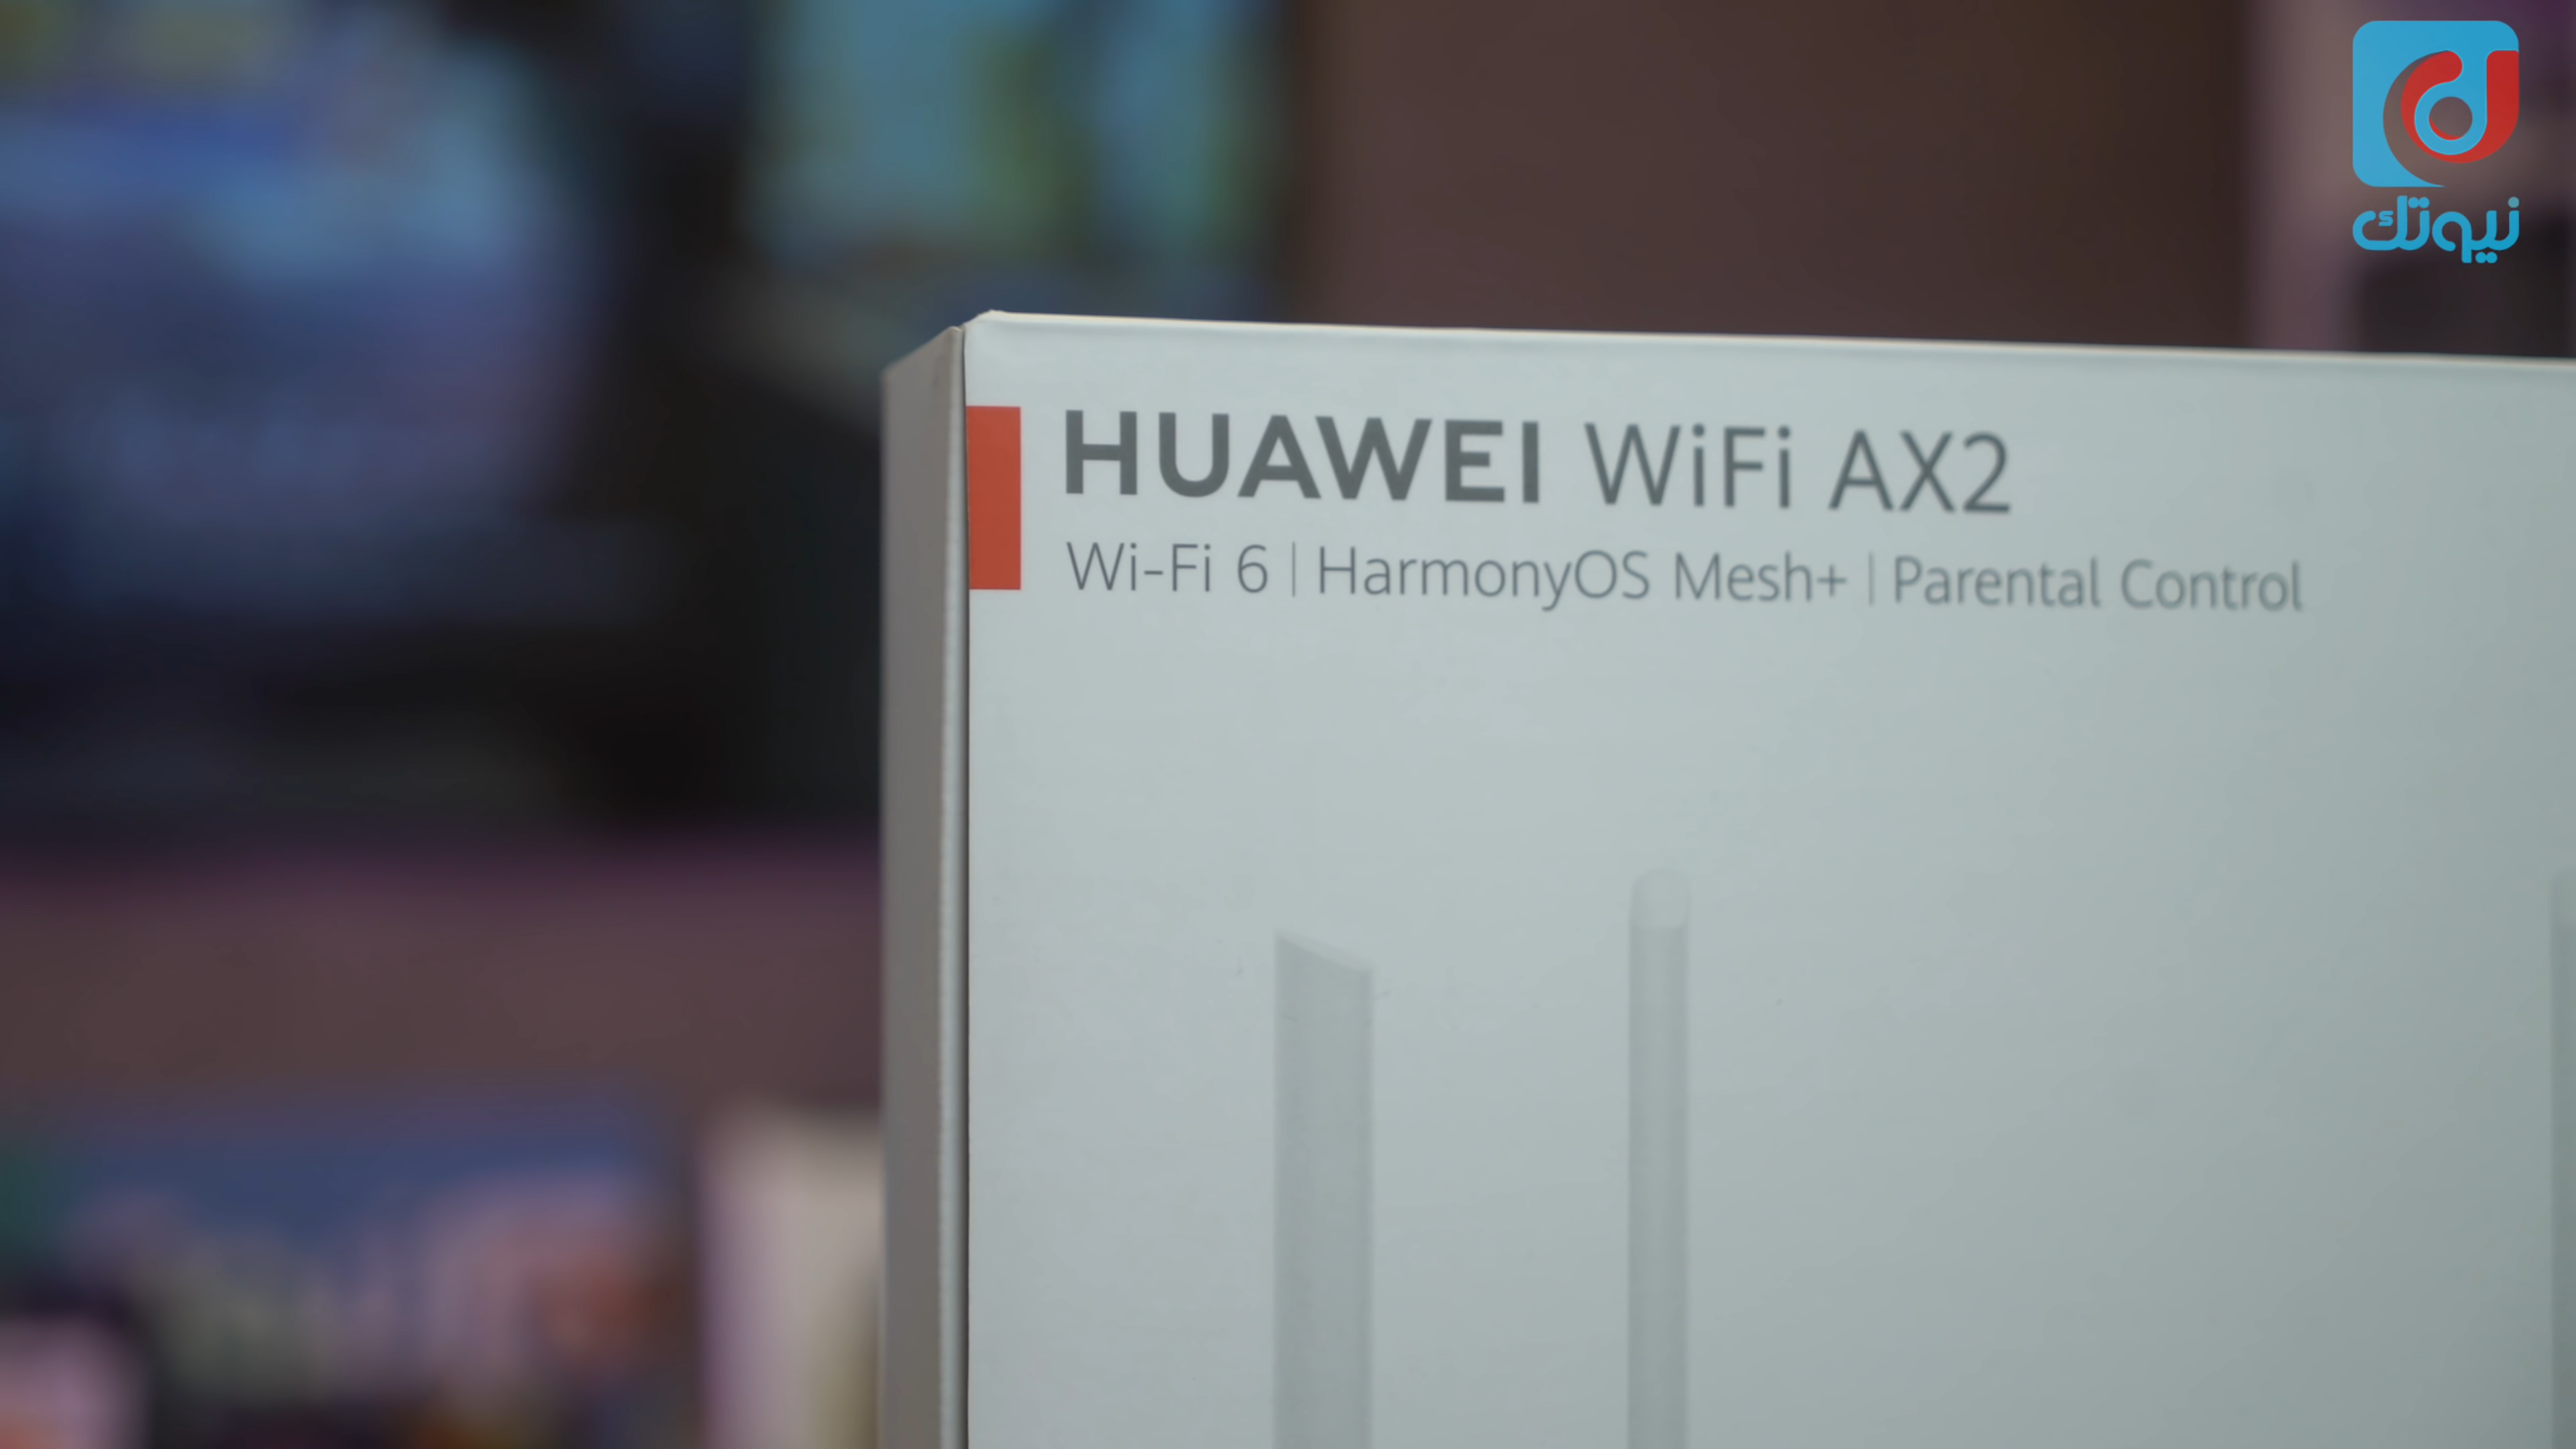 نيوتك
HUAWEI WiFi AX2
Wi-Fi 6 | HarmonyOS Mesh+ | Parental Control